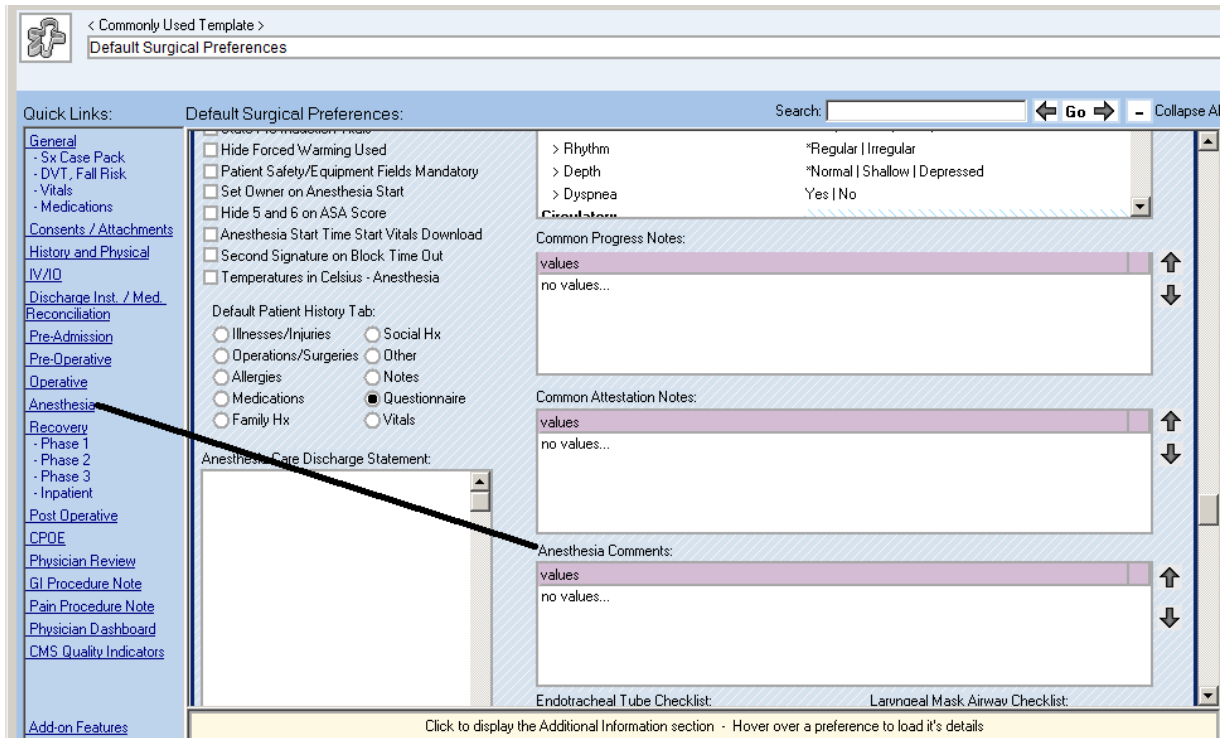 < Commonly Used Template >
Default Surgical Preferences
Quick Links:
Default Surgical Preferences:
Search:
Go
Collapse Al
General
- Sx Case Pack
- DVT, Fall Risk
- Vitals
- Medications
Consents / Attachments
History and Physical
IV/IO
Discharge Inst. / Med.
Reconciliation
Pre-Admission
Pre-Operative
Operative
Anesthesia
Recovery
- Phase 1
- Phase 2
- Phase 3
- Inpatient
Post Operative
CPOE
Physician Review
GI Procedure Note
Pain Procedure Note
Physician Dashboard
CMS Quality Indicators
Add-on Features
Hide Forced Warming Used
Patient Safety/Equipment Fields Mandatory
Set Owner on Anesthesia Start
Hide 5 and 6 on ASA Score
Anesthesia Start Time Start Vitals Download
Second Signature on Block Time Out
Temperatures in Celsius - Anesthesia
Default Patient History Tab:
Illnesses/Injuries Social Hx
Operations/Surgeries Other
Allergies Notes
Medications Questionnaire
Family Hx Vitals
Anesthesia Care Discharge Statement:
> Rhythm *Regular | Irregular
> Depth *Normal | Shallow | Depressed
> Dyspnea Yes | No
Circulatory
Common Progress Notes:
values
no values...
Common Attestation Notes:
values
no values...
Anesthesia Comments:
values
no values...
Endotracheal Tube Checklist: Laryngeal Mask Airway Checklist:
Click to display the Additional Information section - Hover over a preference to load it's details